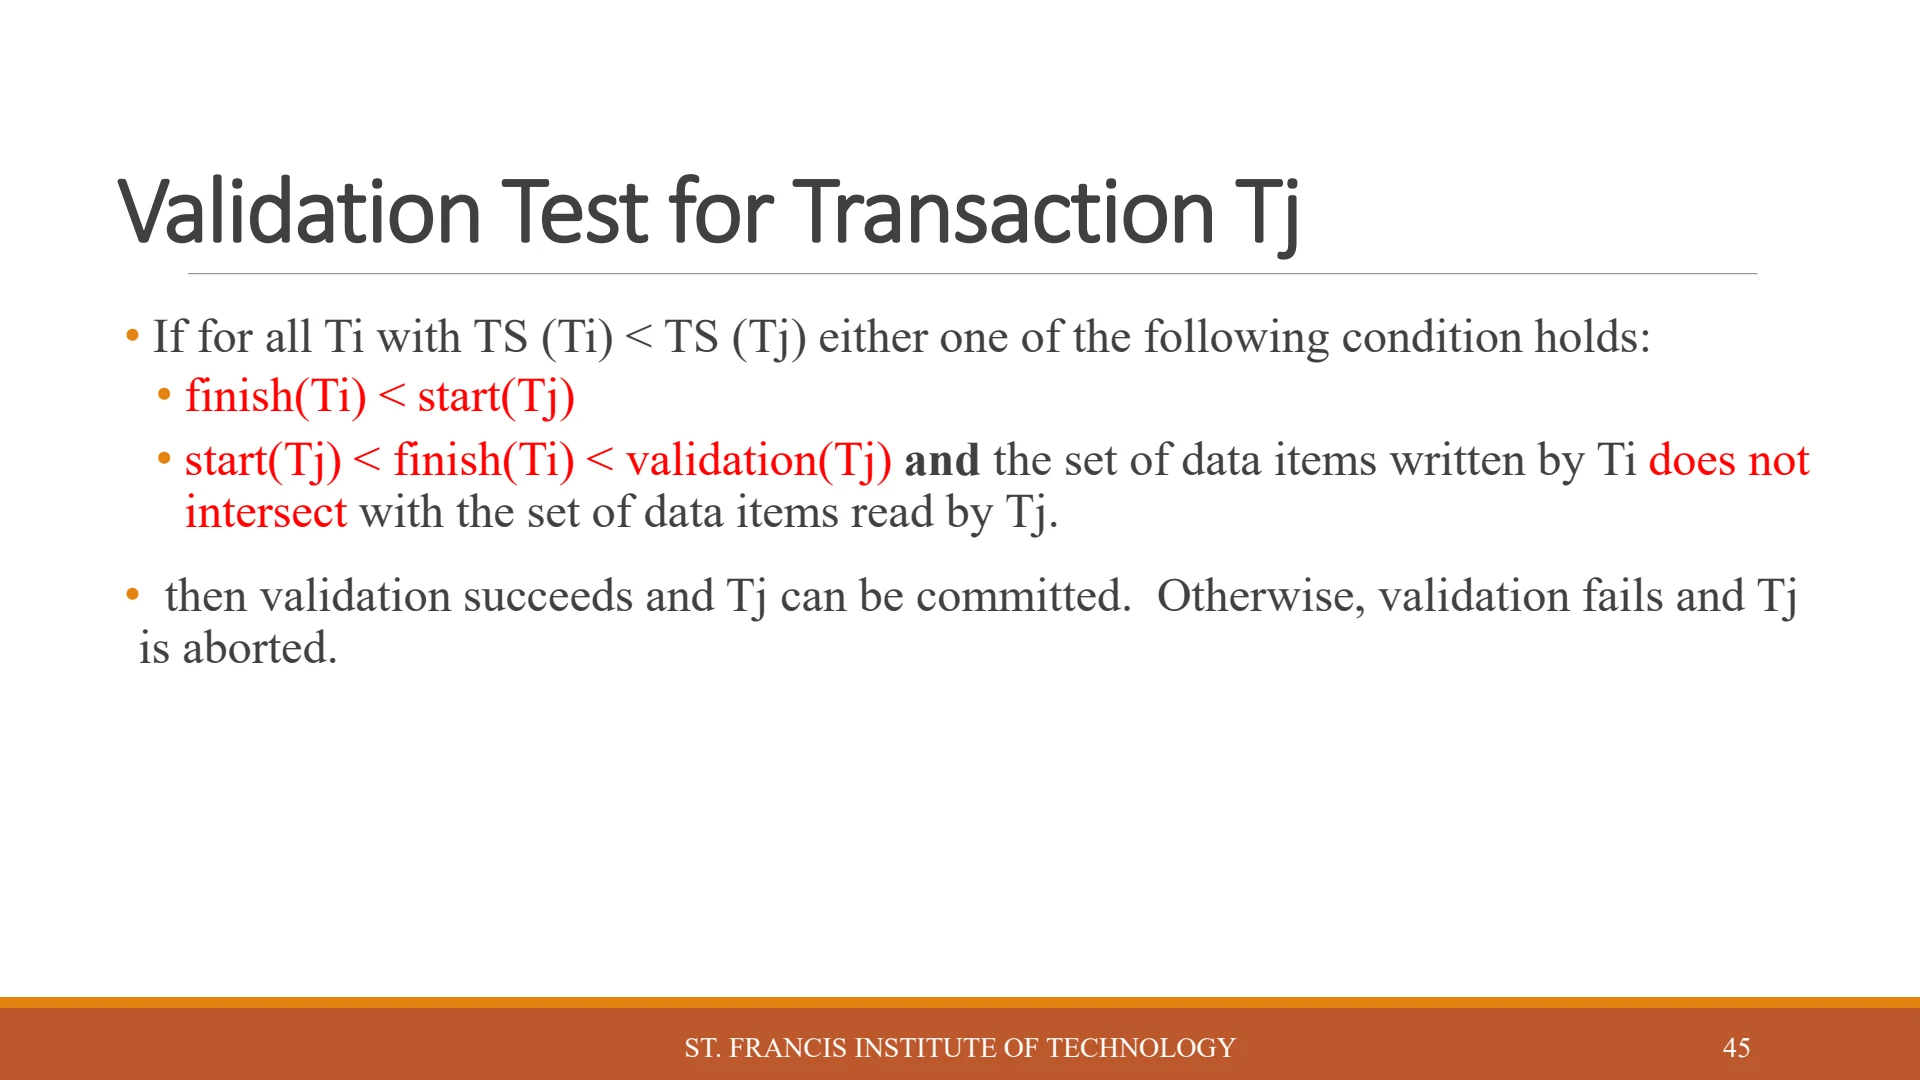 Validation Test for Transaction Tj
• If for all Ti with TS (Ti) < TS (Tj) either one of the following condition holds:
• finish(Ti) < start(Tj)
• start(Tj) < finish(Ti) < validation(Tj) and the set of data items written by Ti does not
intersect with the set of data items read by Tj.
• then validation succeeds and Tj can be committed.  Otherwise, validation fails and Tj
is aborted.
ST. FRANCIS INSTITUTE OF TECHNOLOGY
45